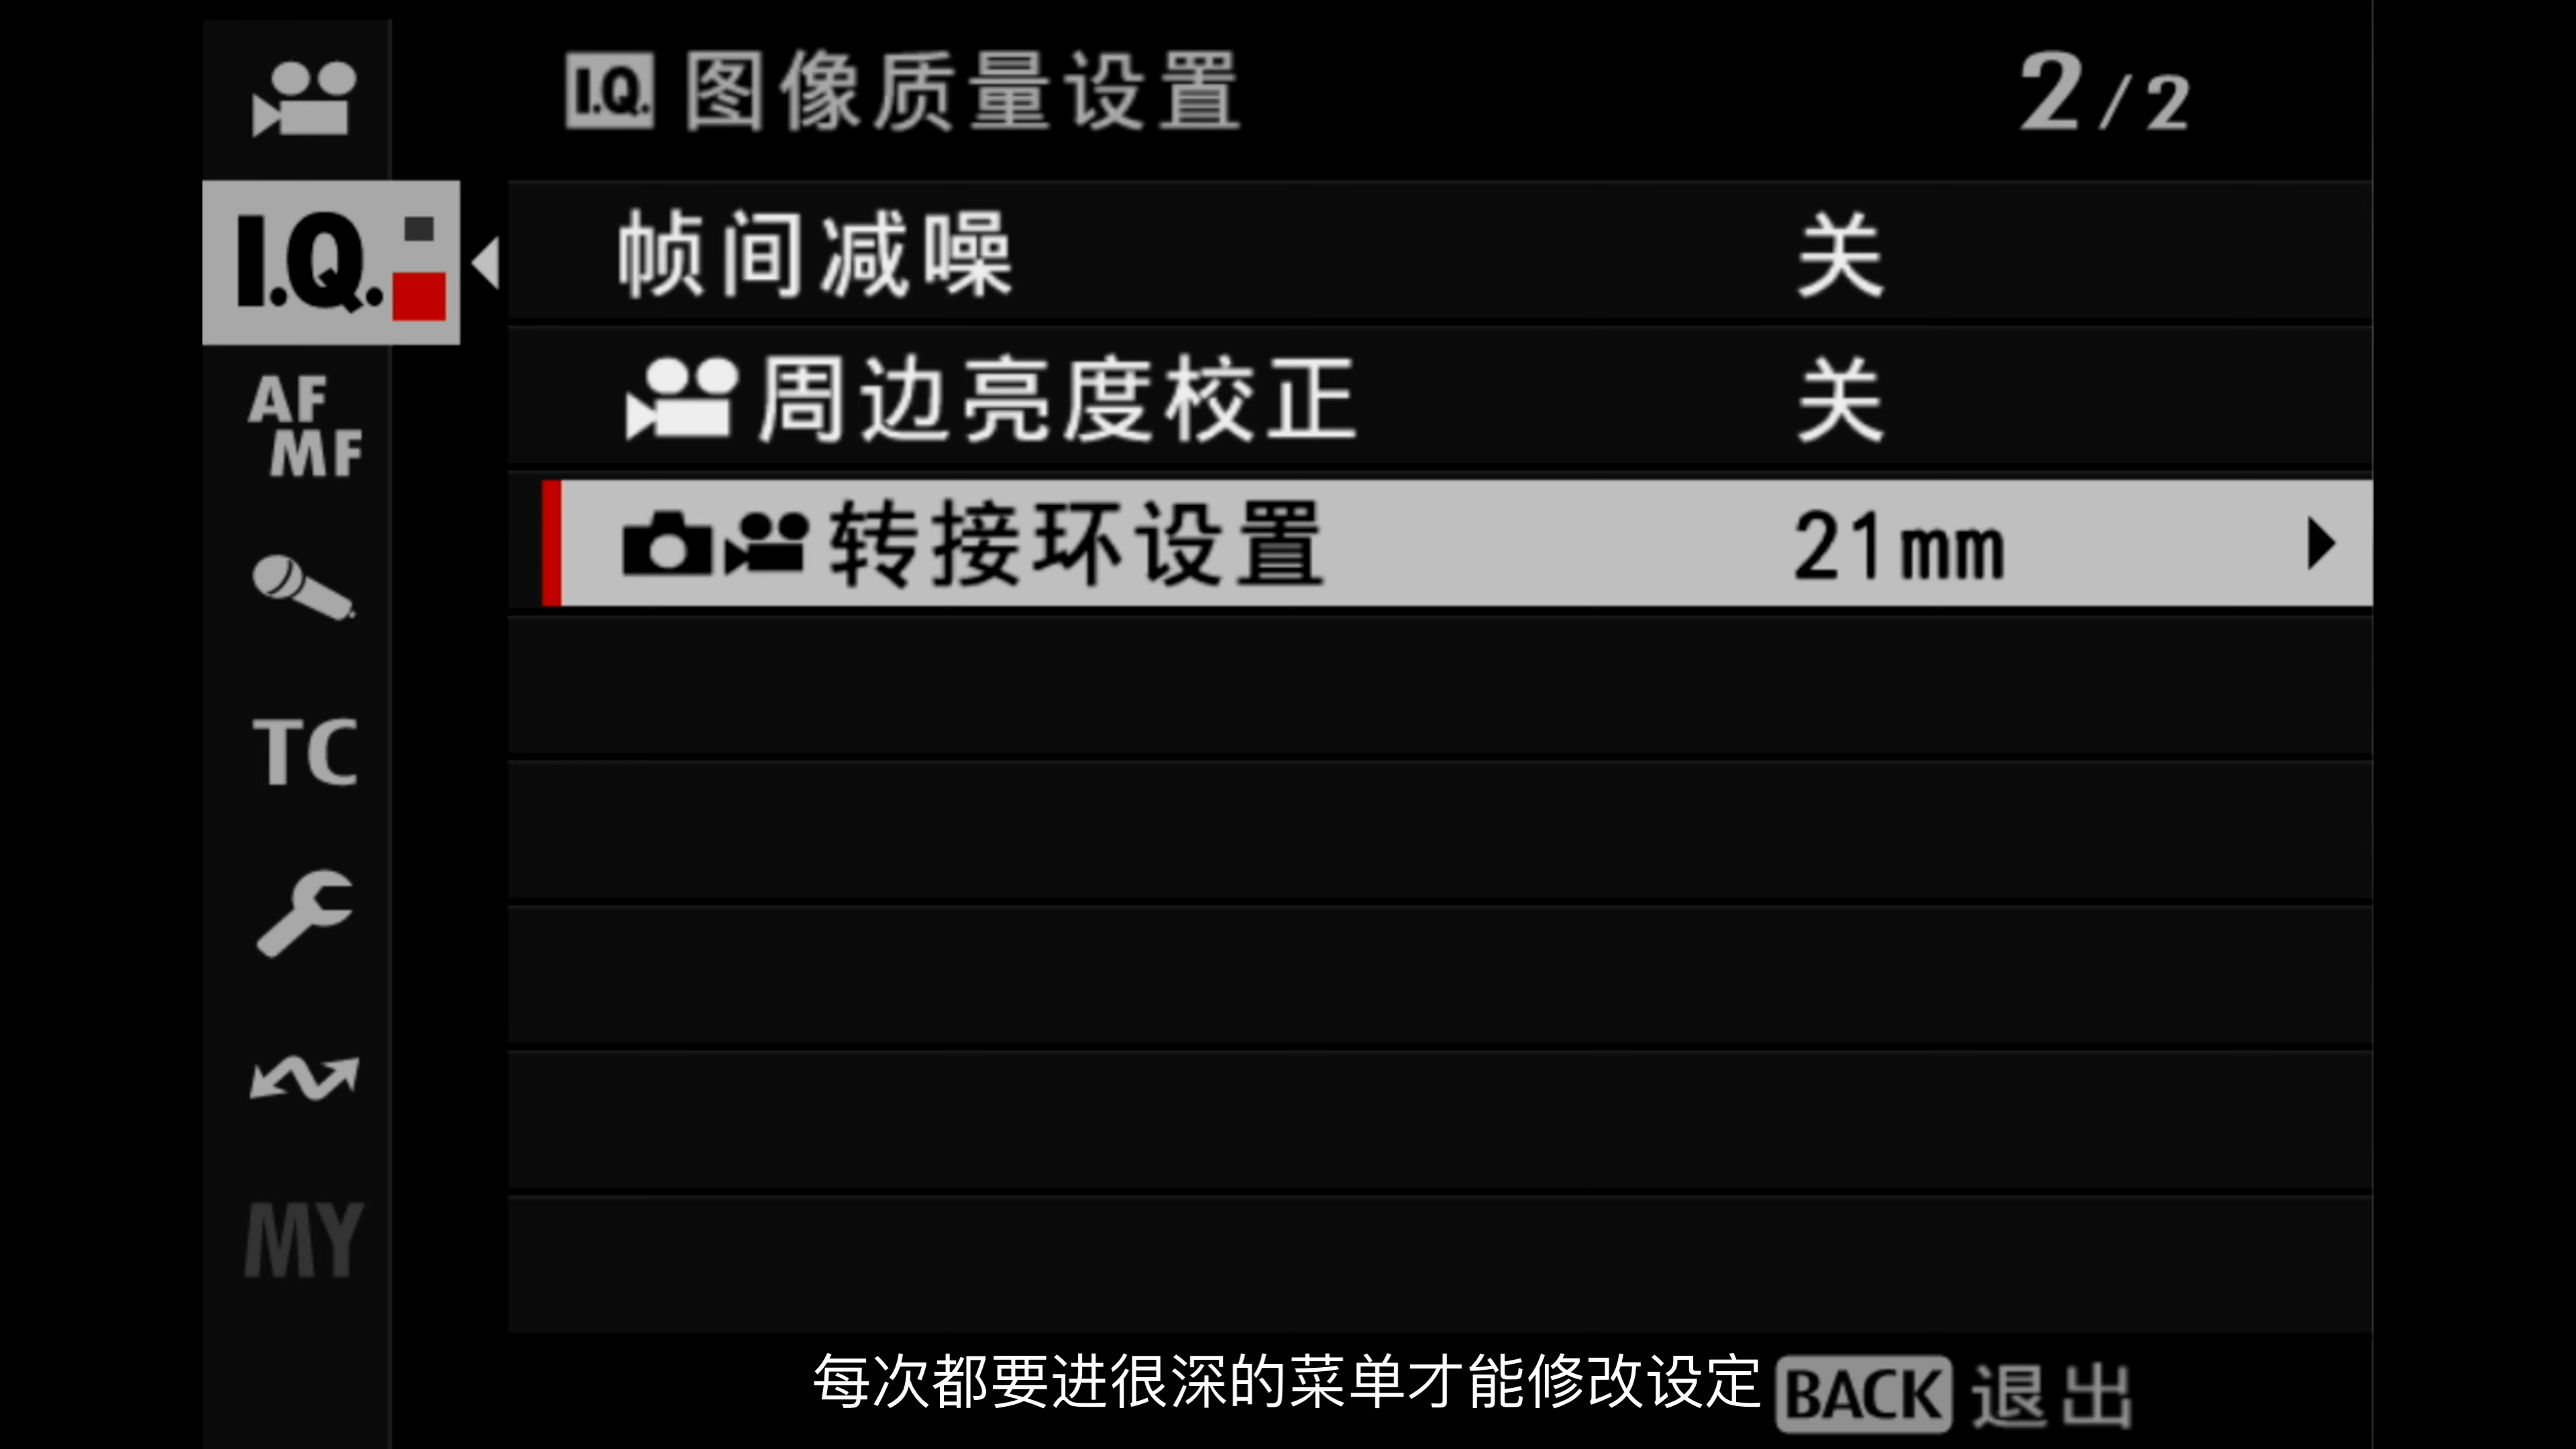 I.Q. 图像质量设置 2/2
I.Q.
帧间减噪 关
周边亮度校正 关
AF
MF
转接环设置 21mm
TC
MY
每次都要进很深的菜单才能修改设定
BACK 退出